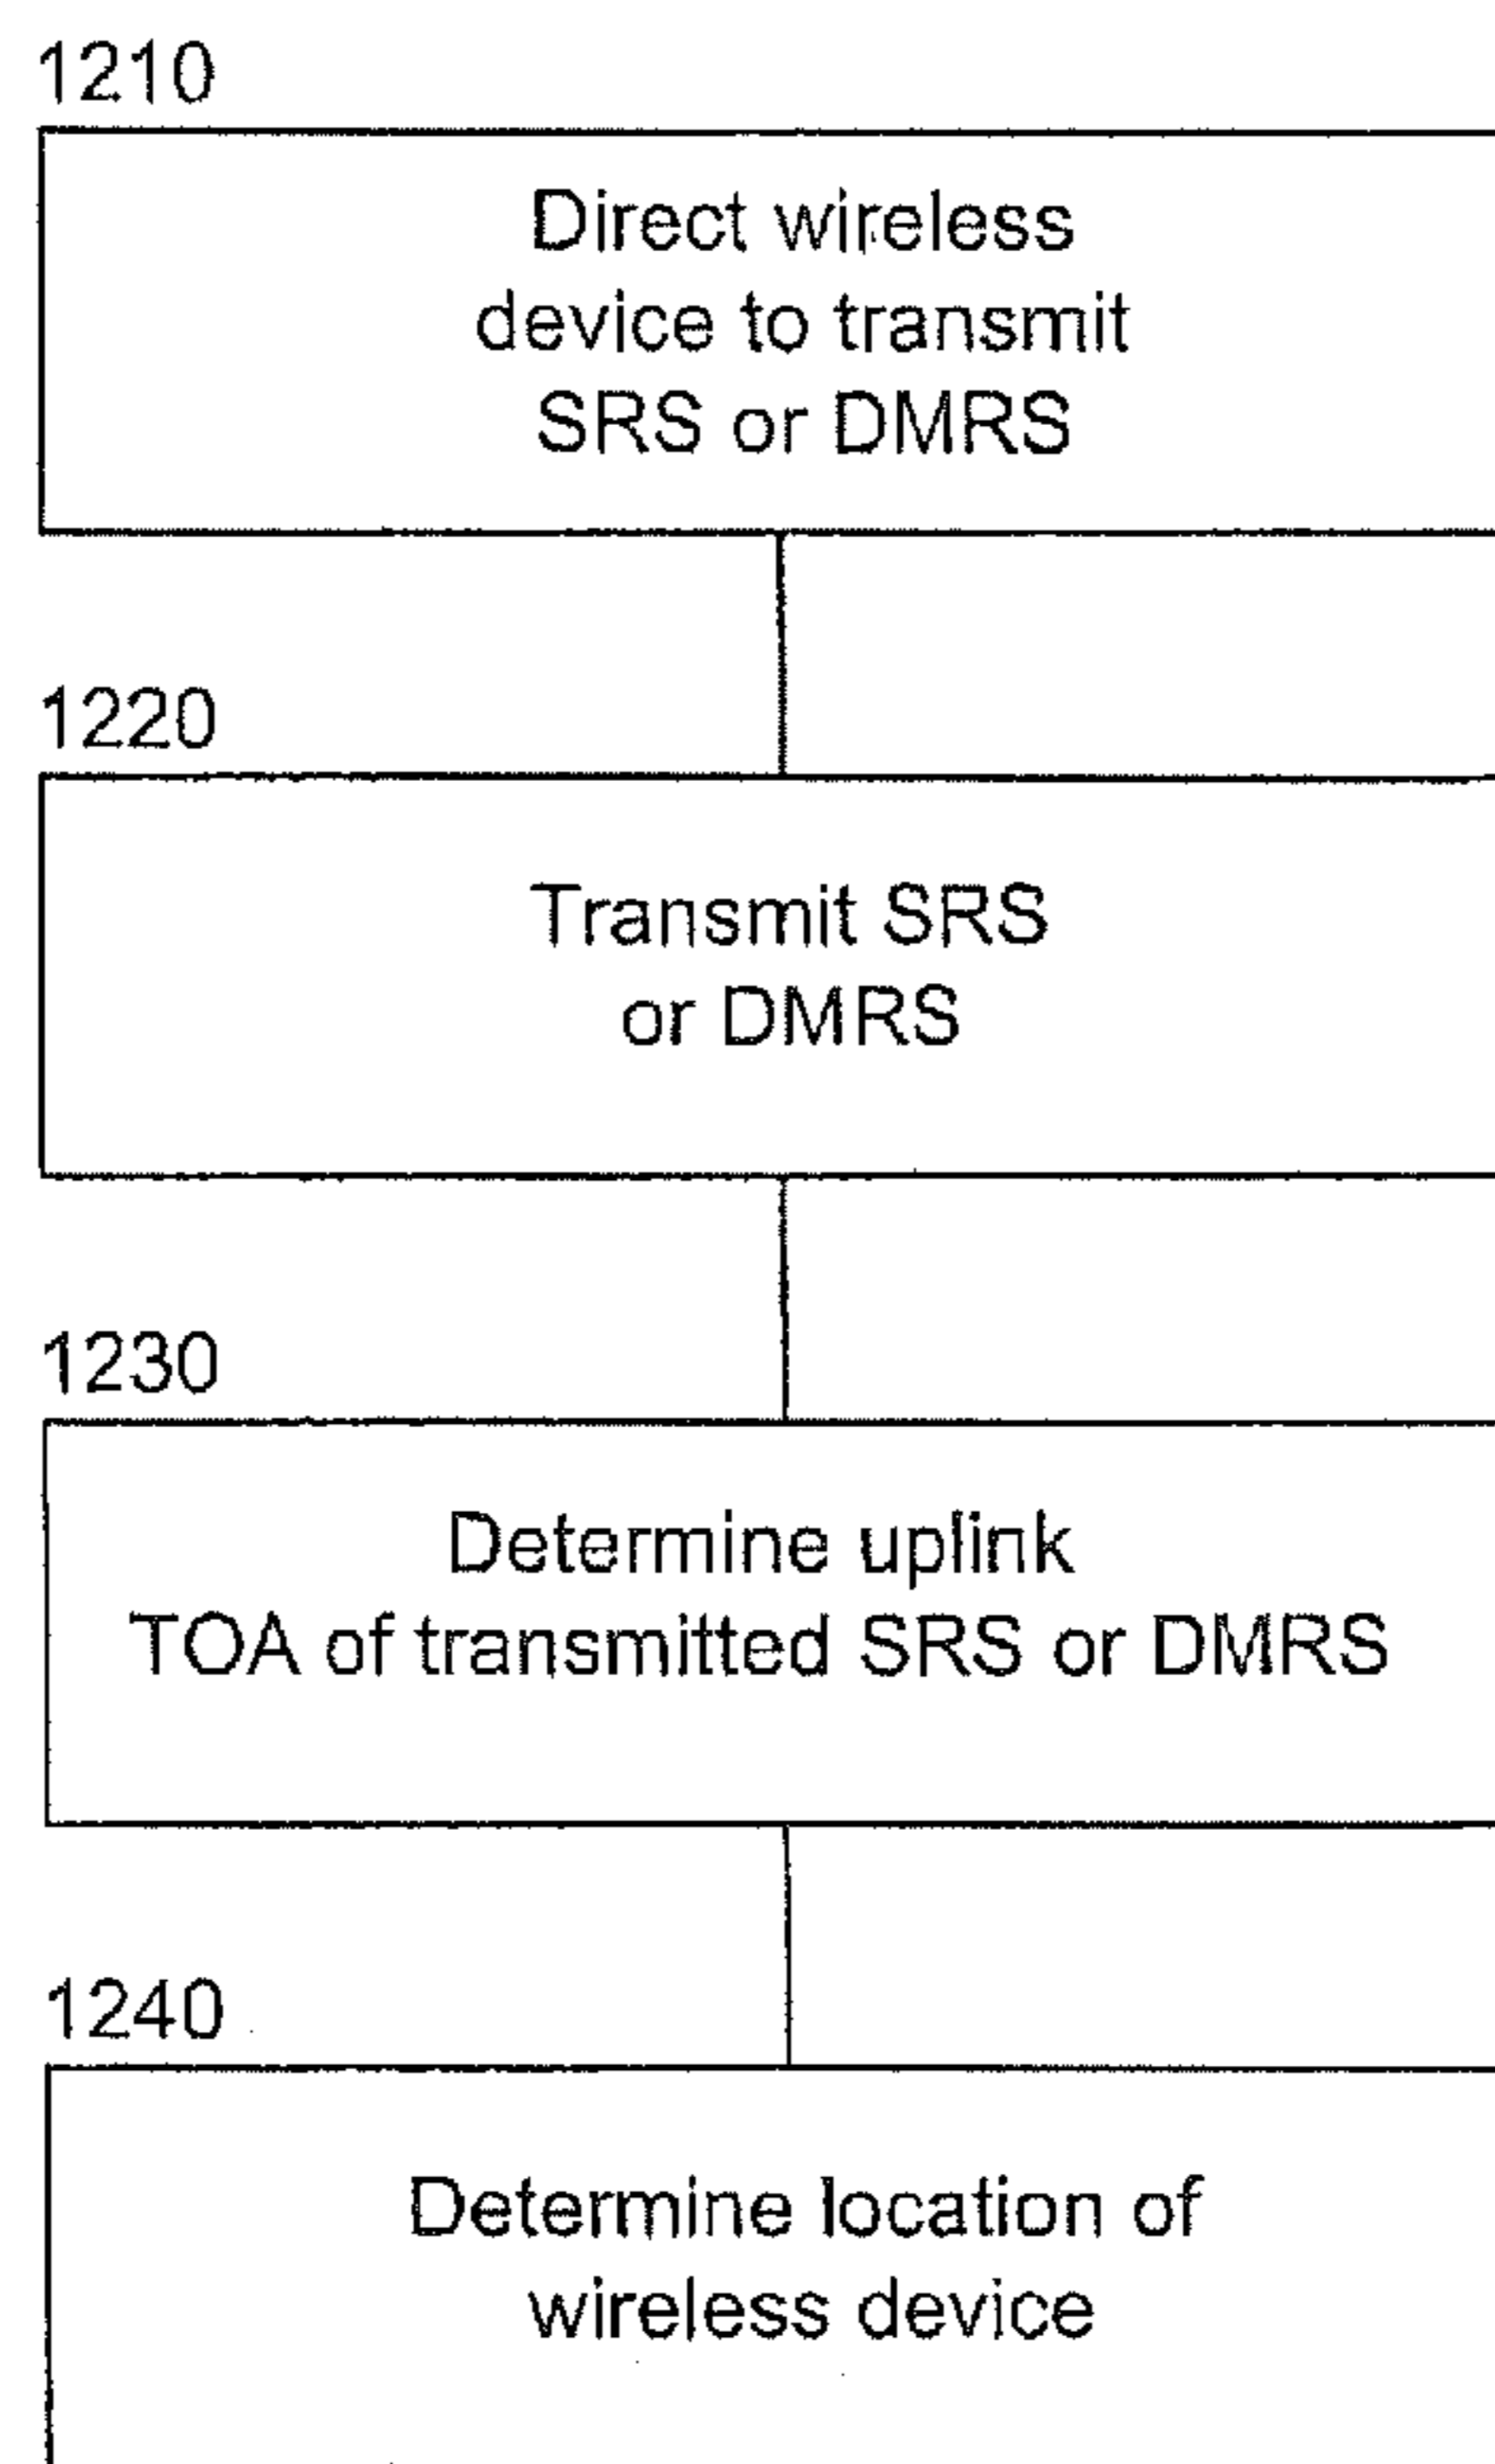 1210
Direct wireless
device to transmit
SRS or DMRS
1220
Transmit SRS
or DMRS
1230
Determine uplink
TOA of transmitted SRS or DMRS
1240
Determine location of
wireless device